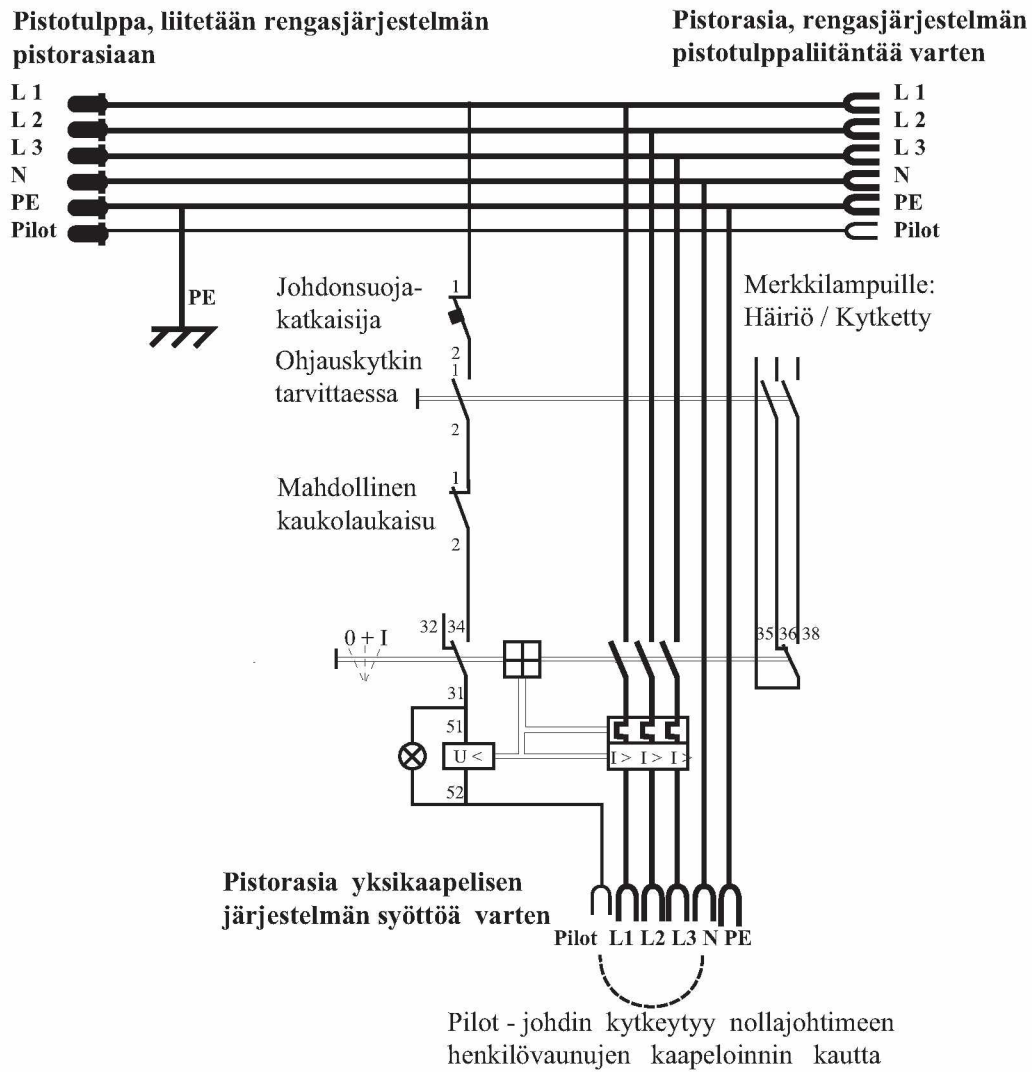 Pistotulppa, liitetään rengasjärjestelmän
pistorasiaan
Pistorasia, rengasjärjestelmän
pistotulppaliitäntää varten
L 1
L 2
L 3
N
PE
Pilot
L 1
L 2
L 3
N
PE
Pilot
PE
Johdonsuoja-
katkaisija
1
2
Merkkilampuille:
Häiriö / Kytketty
Ohjauskytkin
tarvittaessa
1
2
Mahdollinen
kaukolaukaisu
1
2
0 + I
32 34
35 36 38
31
51
U <
I > I > I >
52
Pistorasia yksikaapelisen
järjestelmän syöttöä varten
Pilot L1 L2 L3 N PE
Pilot - johdin kytkeytyy nollajohtimeen
henkilövaunujen kaapeloinnin kautta